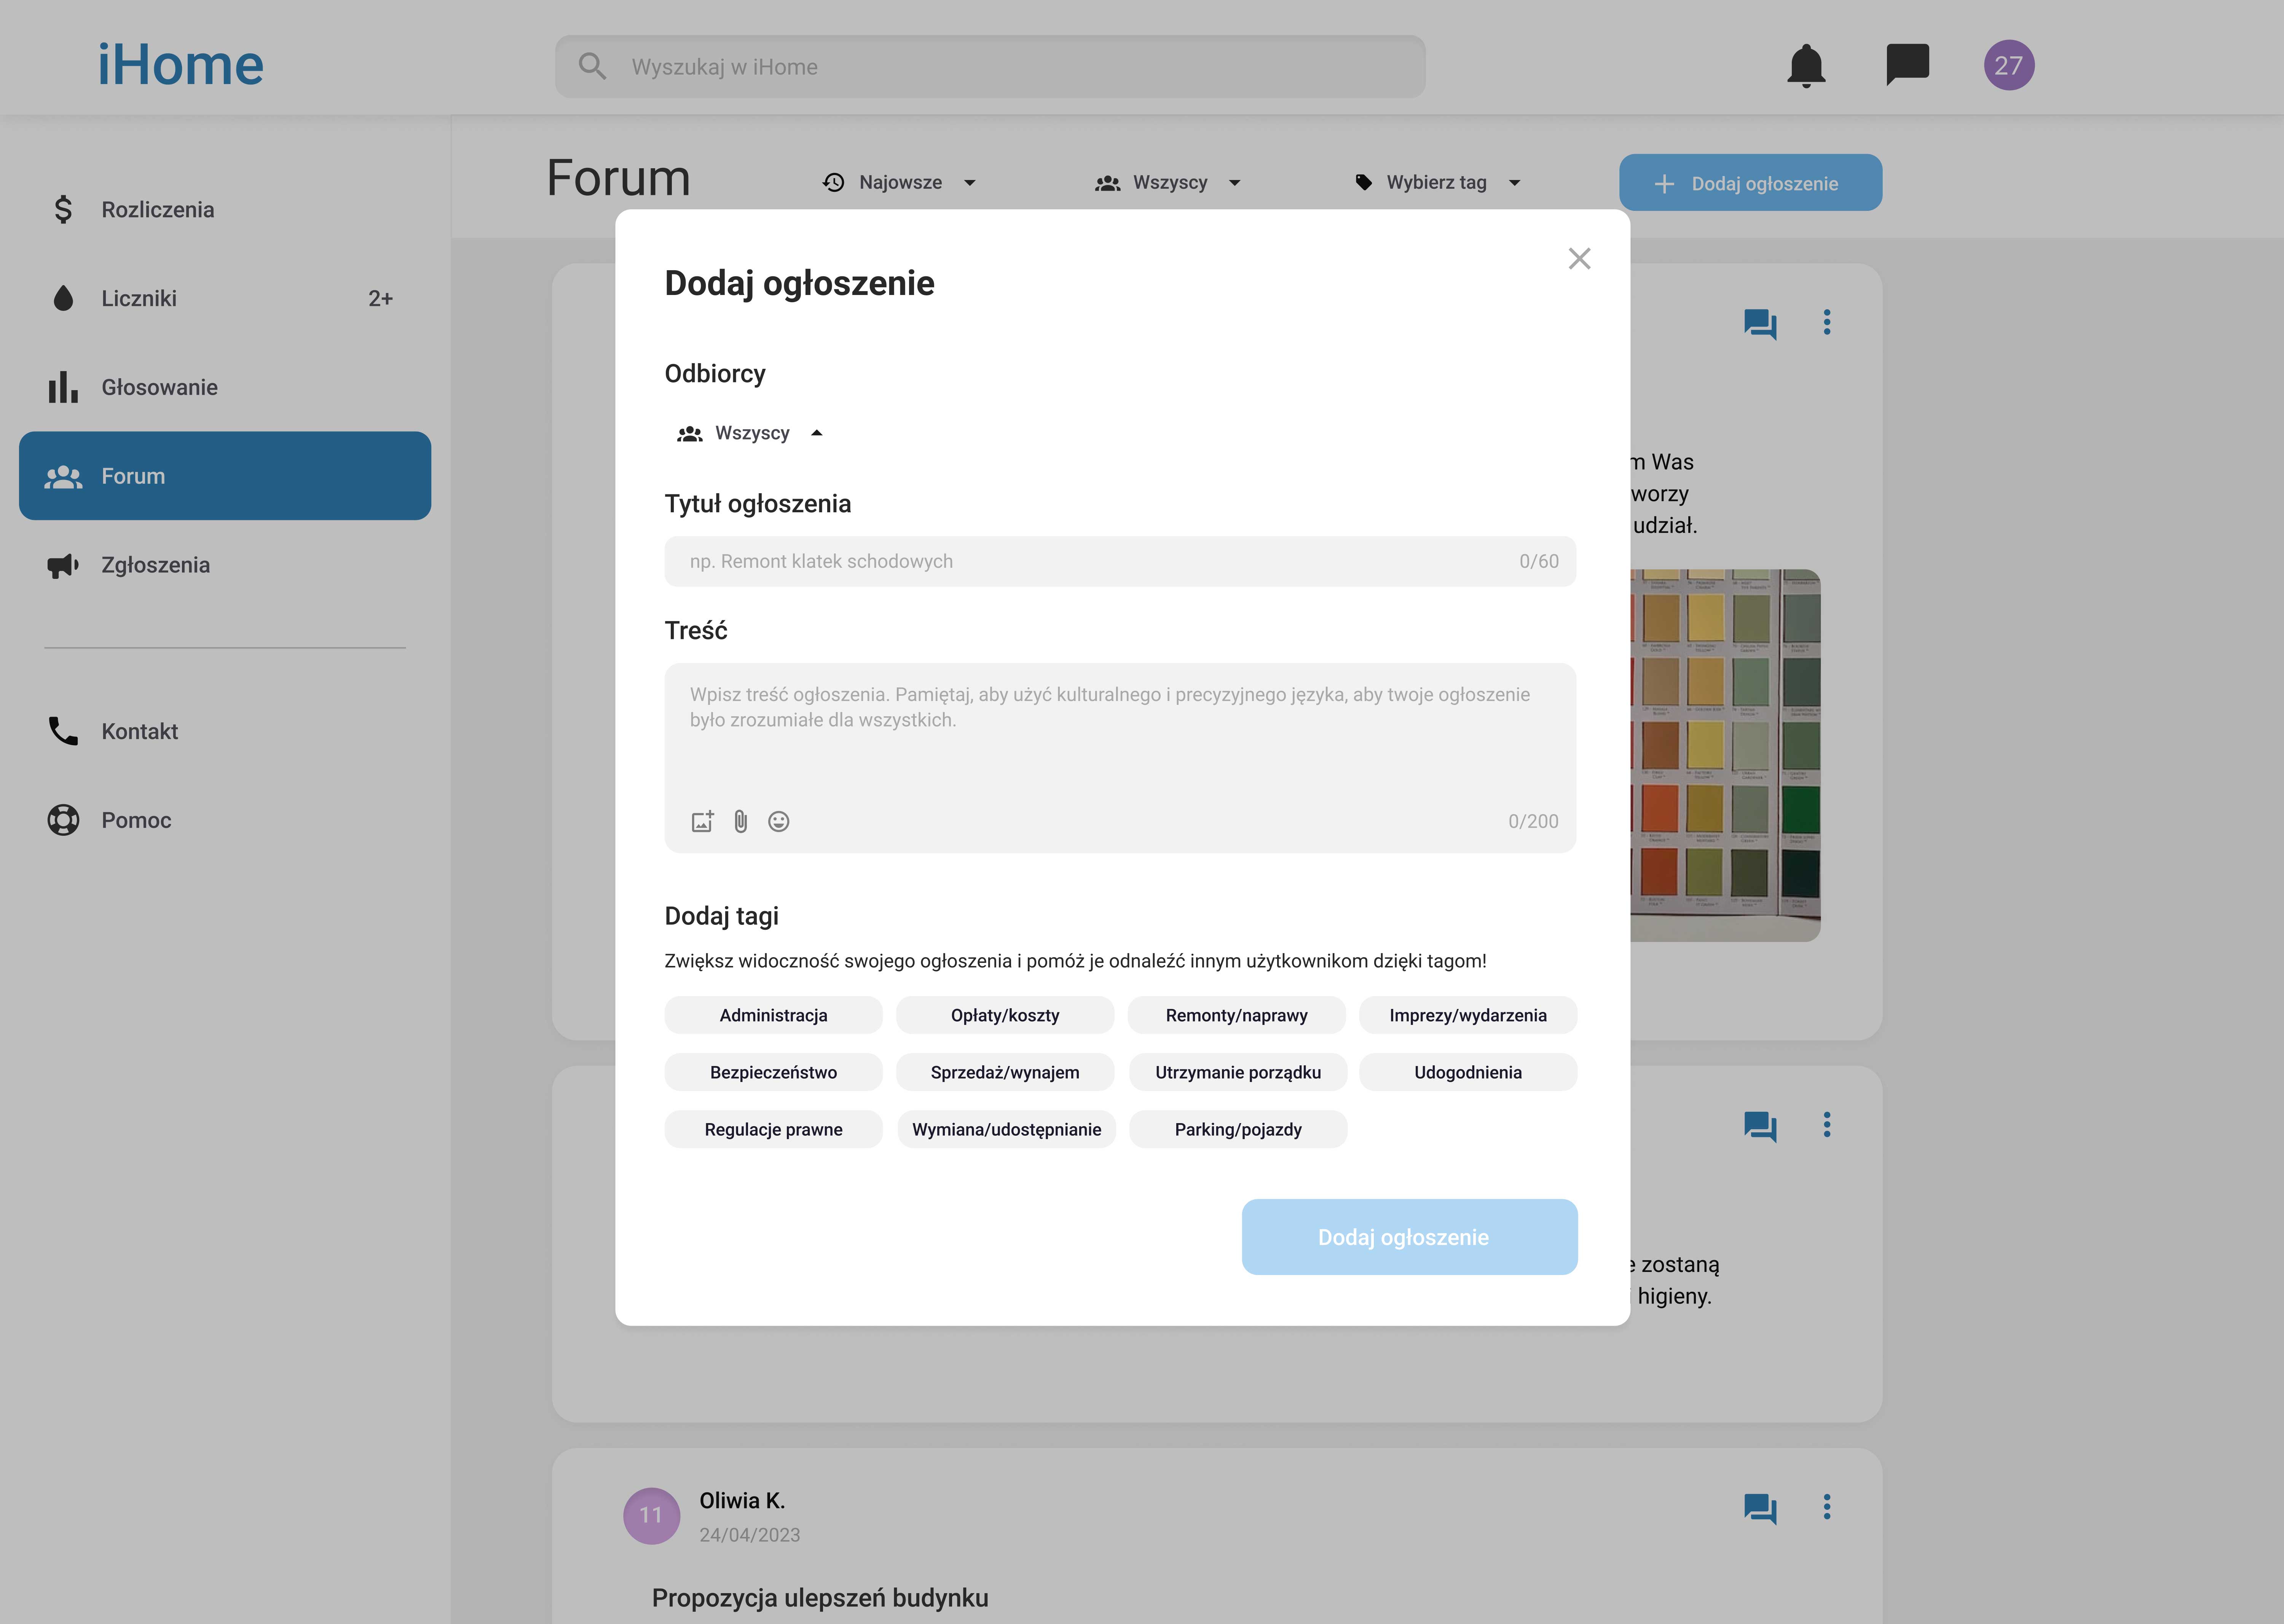 iHome
Wyszukaj w iHome
27
Rozliczenia
Liczniki 2+
Głosowanie
Forum
Zgłoszenia
Kontakt
Pomoc
Forum
Najowsze
Wszyscy
Wybierz tag
Dodaj ogłoszenie
m Was
worzy
udział.
Dodaj ogłoszenie
Odbiorcy
Wszyscy
Tytuł ogłoszenia
np. Remont klatek schodowych 0/60
Treść
Wpisz treść ogłoszenia. Pamiętaj, aby użyć kulturalnego i precyzyjnego języka, aby twoje ogłoszenie
było zrozumiałe dla wszystkich.
0/200
Dodaj tagi
Zwiększ widoczność swojego ogłoszenia i pomóż je odnaleźć innym użytkownikom dzięki tagom!
Administracja Opłaty/koszty Remonty/naprawy Imprezy/wydarzenia
Bezpieczeństwo Sprzedaż/wynajem Utrzymanie porządku Udogodnienia
Regulacje prawne Wymiana/udostępnianie Parking/pojazdy
Dodaj ogłoszenie
e zostaną
higieny.
11
Oliwia K.
24/04/2023
Propozycja ulepszeń budynku